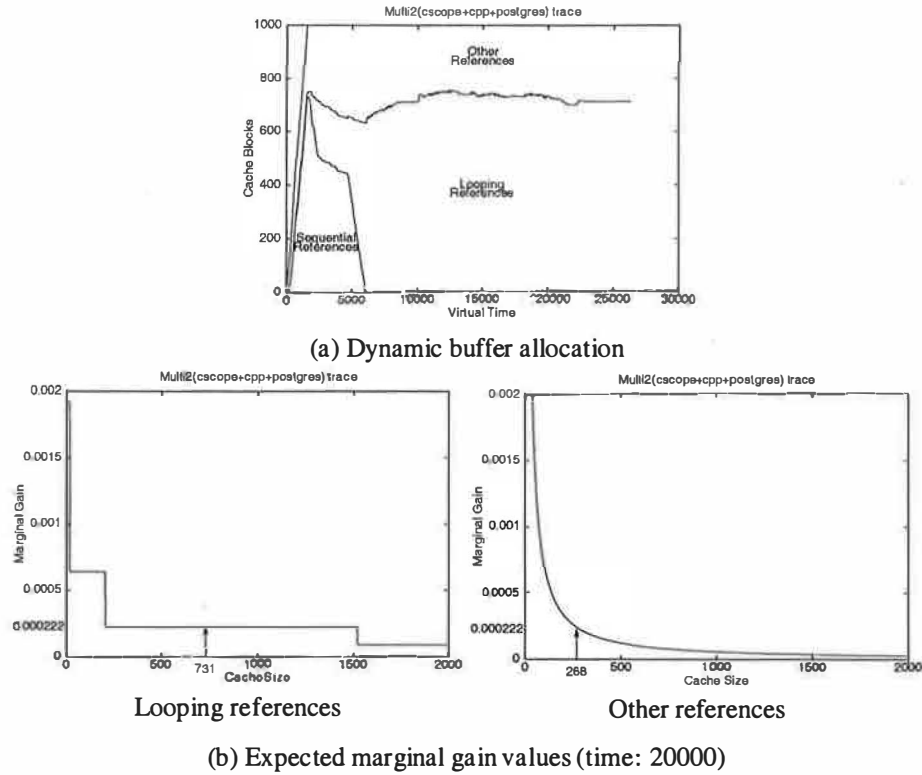 Multi2(cscope+cpp+postgres) trace
1000
800
600
400
200
0
Cache Blocks
Other
References
Looping
References
Sequential
References
0 5000 10000 15000 20000 25000 30000
Virtual Time
(a) Dynamic buffer allocation
Multi2(cscope+cpp+postgres) trace
0.002
0.0015
0.001
0.0005
0.000222
0
Marginal Gain
0 500 1000 1500 2000
731
CachoSizo
Looping references
Multi2(cscope+cpp+postgres) trace
0.002
0.0015
0.001
0.0005
0.000222
0
Marginal Gain
0 500 1000 1500 2000
268
Cache Size
Other references
(b) Expected marginal gain values (time: 20000)